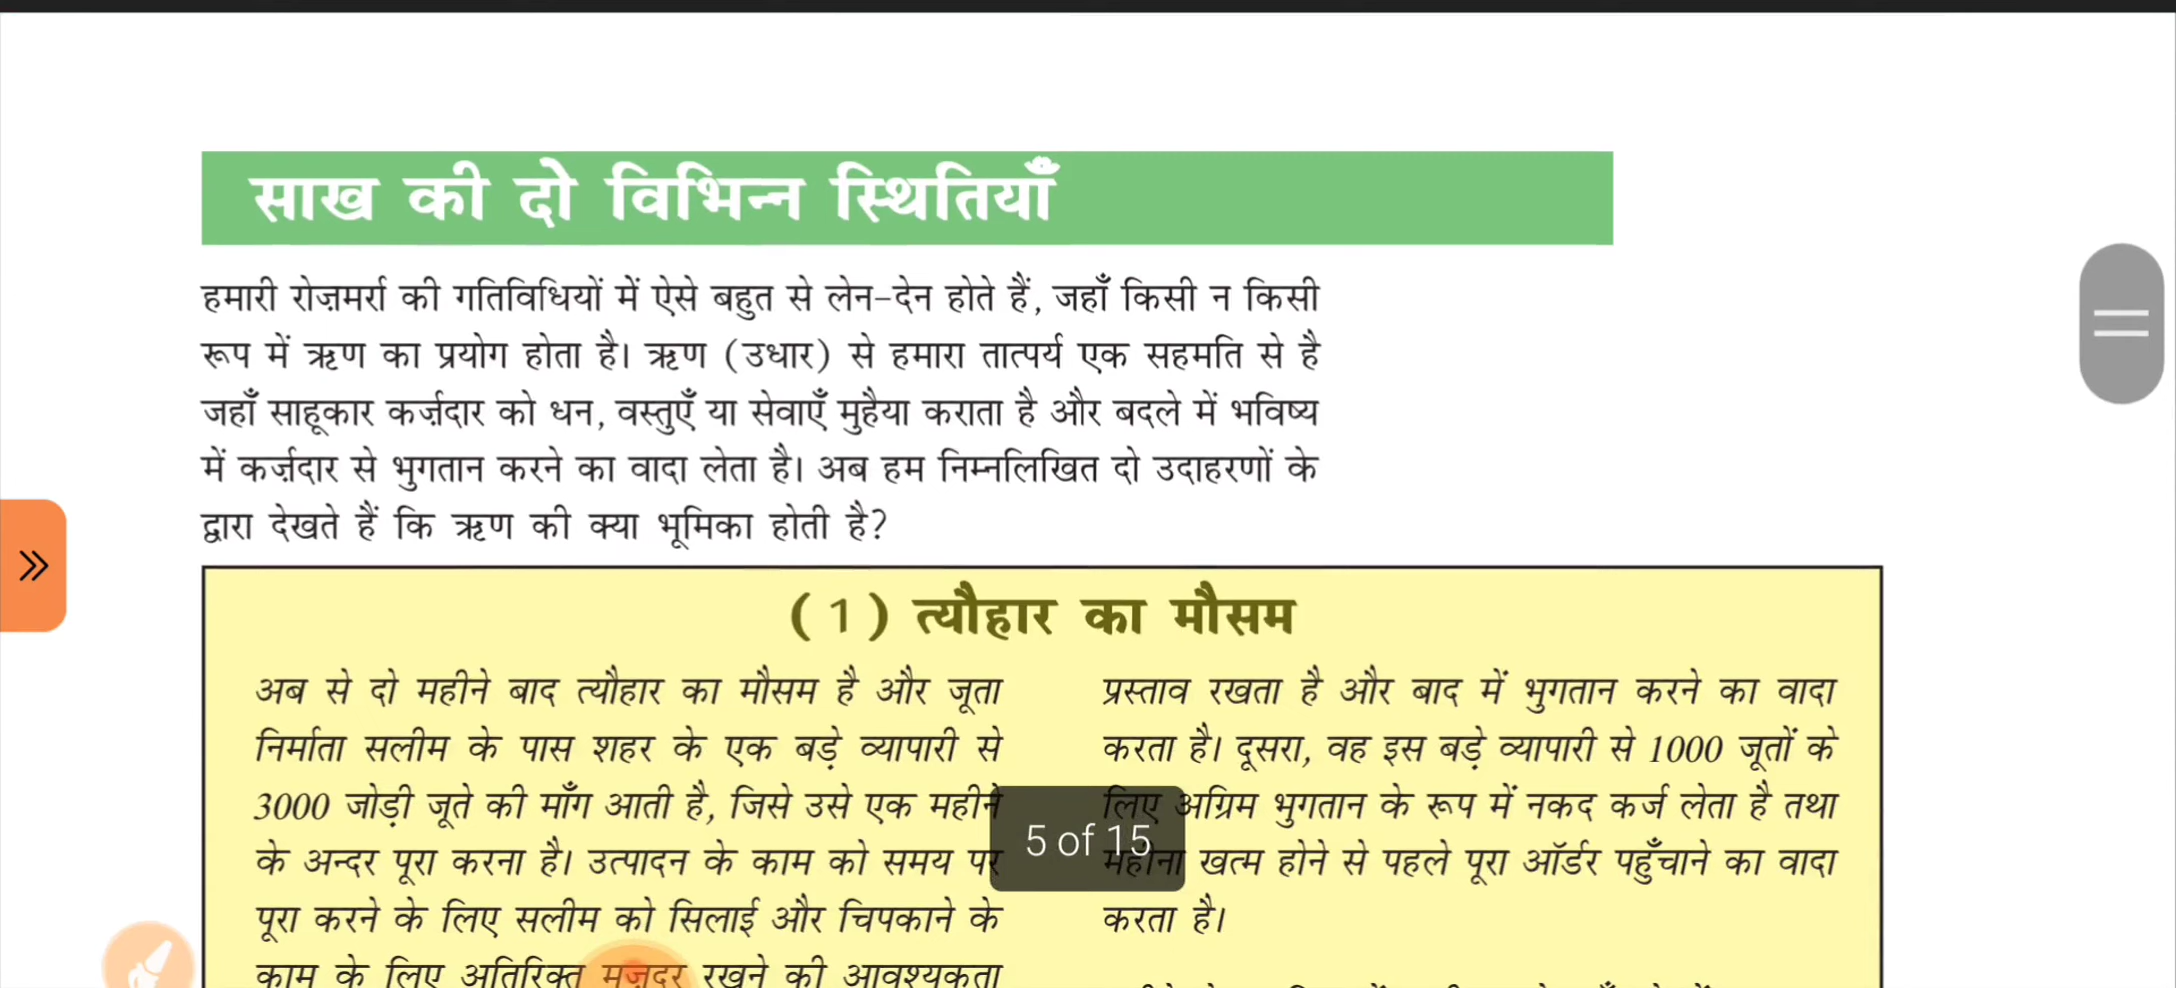 साख की दो विभिन्न स्थितियाँ
हमारी रोज़मर्रा की गतिविधियों में ऐसे बहुत से लेन-देन होते हैं, जहाँ किसी न किसी
रूप में ऋण का प्रयोग होता है। ऋण (उधार) से हमारा तात्पर्य एक सहमति से है
जहाँ साहूकार कर्ज़दार को धन, वस्तुएँ या सेवाएँ मुहैया कराता है और बदले में भविष्य
में कर्ज़दार से भुगतान करने का वादा लेता है। अब हम निम्नलिखित दो उदाहरणों के
द्वारा देखते हैं कि ऋण की क्या भूमिका होती है?
(1) त्यौहार का मौसम
अब से दो महीने बाद त्यौहार का मौसम है और जूता
निर्माता सलीम के पास शहर के एक बड़े व्यापारी से
3000 जोड़ी जूते की माँग आती है, जिसे उसे एक महीने
के अन्दर पूरा करना है। उत्पादन के काम को समय पर
पूरा करने के लिए सलीम को सिलाई और चिपकाने के
काम के लिए अतिरिक्त मज़दूर रखने की आवश्यकता
प्रस्ताव रखता है और बाद में भुगतान करने का वादा
करता है। दूसरा, वह इस बड़े व्यापारी से 1000 जूतों के
लिए अग्रिम भुगतान के रूप में नकद कर्ज लेता है तथा
महीना खत्म होने से पहले पूरा ऑर्डर पहुँचाने का वादा
करता है।
5 of 15